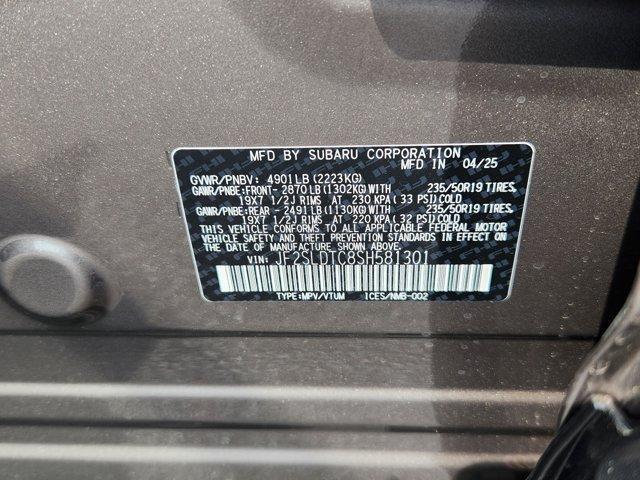 MFD BY SUBARU CORPORATION
MFD IN 04/25
GVWR/PNBV: 4901LB (2223KG)
GAWR/PNBE:FRONT- 2870 LB (1302KG) WITH 235/50R19 TIRES,
19X7 1/2J RIMS AT 230 KPA (33 PSI) COLD
GAWR/PNBE:REAR - 2491 LB (1130KG) WITH 235/50R19 TIRES,
19X7 1/2J RIMS AT 220 KPA (32 PSI) COLD
THIS VEHICLE CONFORMS TO ALL APPLICABLE FEDERAL MOTOR
VEHICLE SAFETY AND THEFT PREVENTION STANDARDS IN EFFECT ON
THE DATE OF MANUFACTURE SHOWN ABOVE.
VIN: JF2SLDTC8SH581301
TYPE:MPV/VTUM ICES/NMB-002